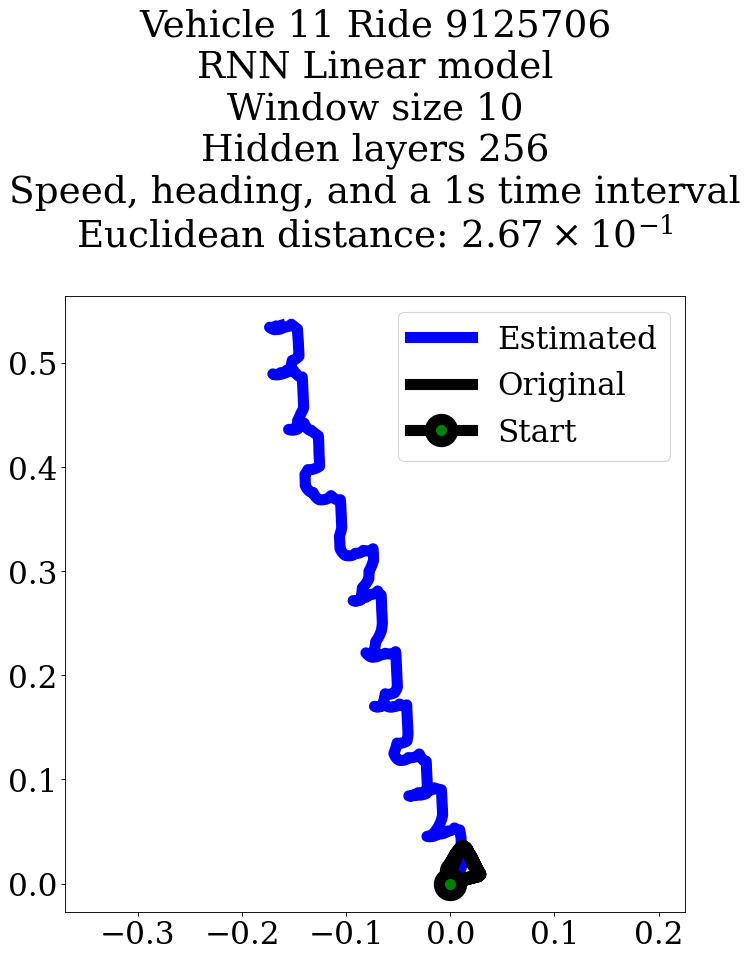 Vehicle 11 Ride 9125706
RNN Linear model
Window size 10
Hidden layers 256
Speed, heading, and a 1s time interval
Euclidean distance: 2.67 × 10⁻¹
Estimated
Original
Start
0.5
0.4
0.3
0.2
0.1
0.0
−0.3 −0.2 −0.1 0.0 0.1 0.2